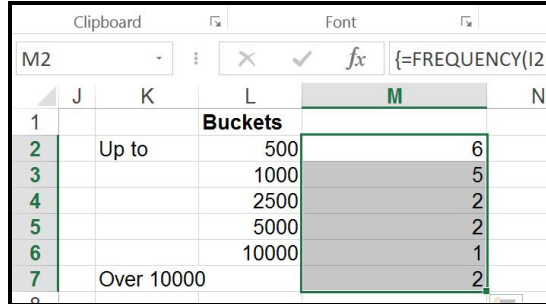 Clipboard Font
M2 fx {=FREQUENCY(I2
J K L M N
1 Buckets
2 Up to 500 6
3 1000 5
4 2500 2
5 5000 2
6 10000 1
7 Over 10000 2